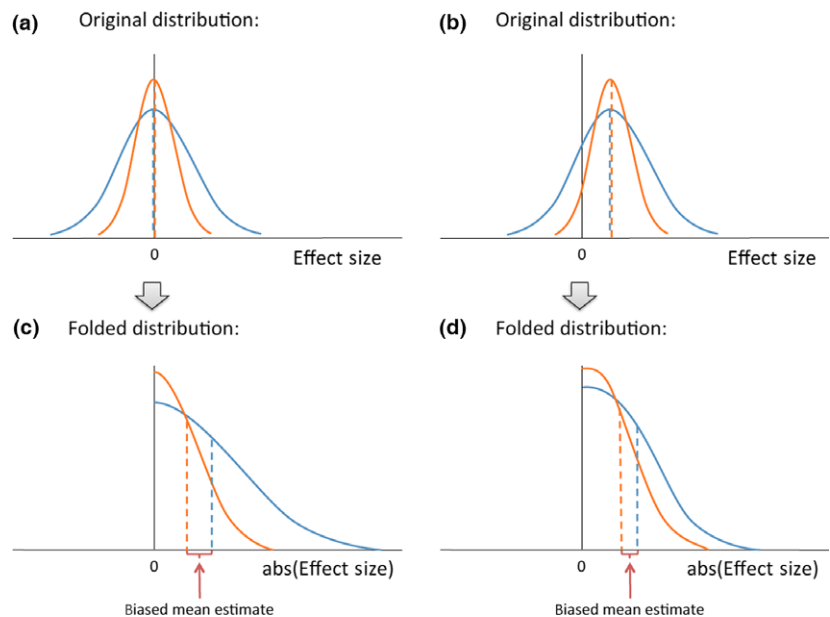 (a) Original distribution:
0
Effect size
(b) Original distribution:
0
Effect size
(c) Folded distribution:
0
abs(Effect size)
Biased mean estimate
(d) Folded distribution:
0
abs(Effect size)
Biased mean estimate